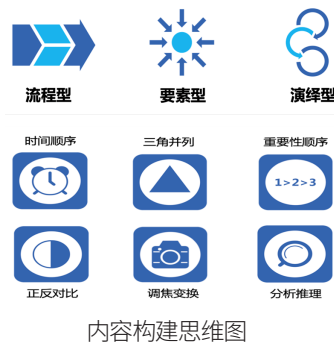 流程型 要素型 演绎型
时间顺序 三角并列 重要性顺序
1>2>3
正反对比 调焦变换 分析推理
内容构建思维图